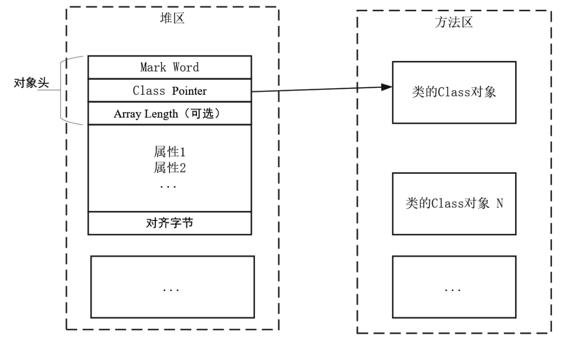 堆区
方法区
对象头
Mark Word
Class Pointer
Array Length（可选）
属性1
属性2
...
对齐字节
...
类的Class对象
类的Class对象 N
...